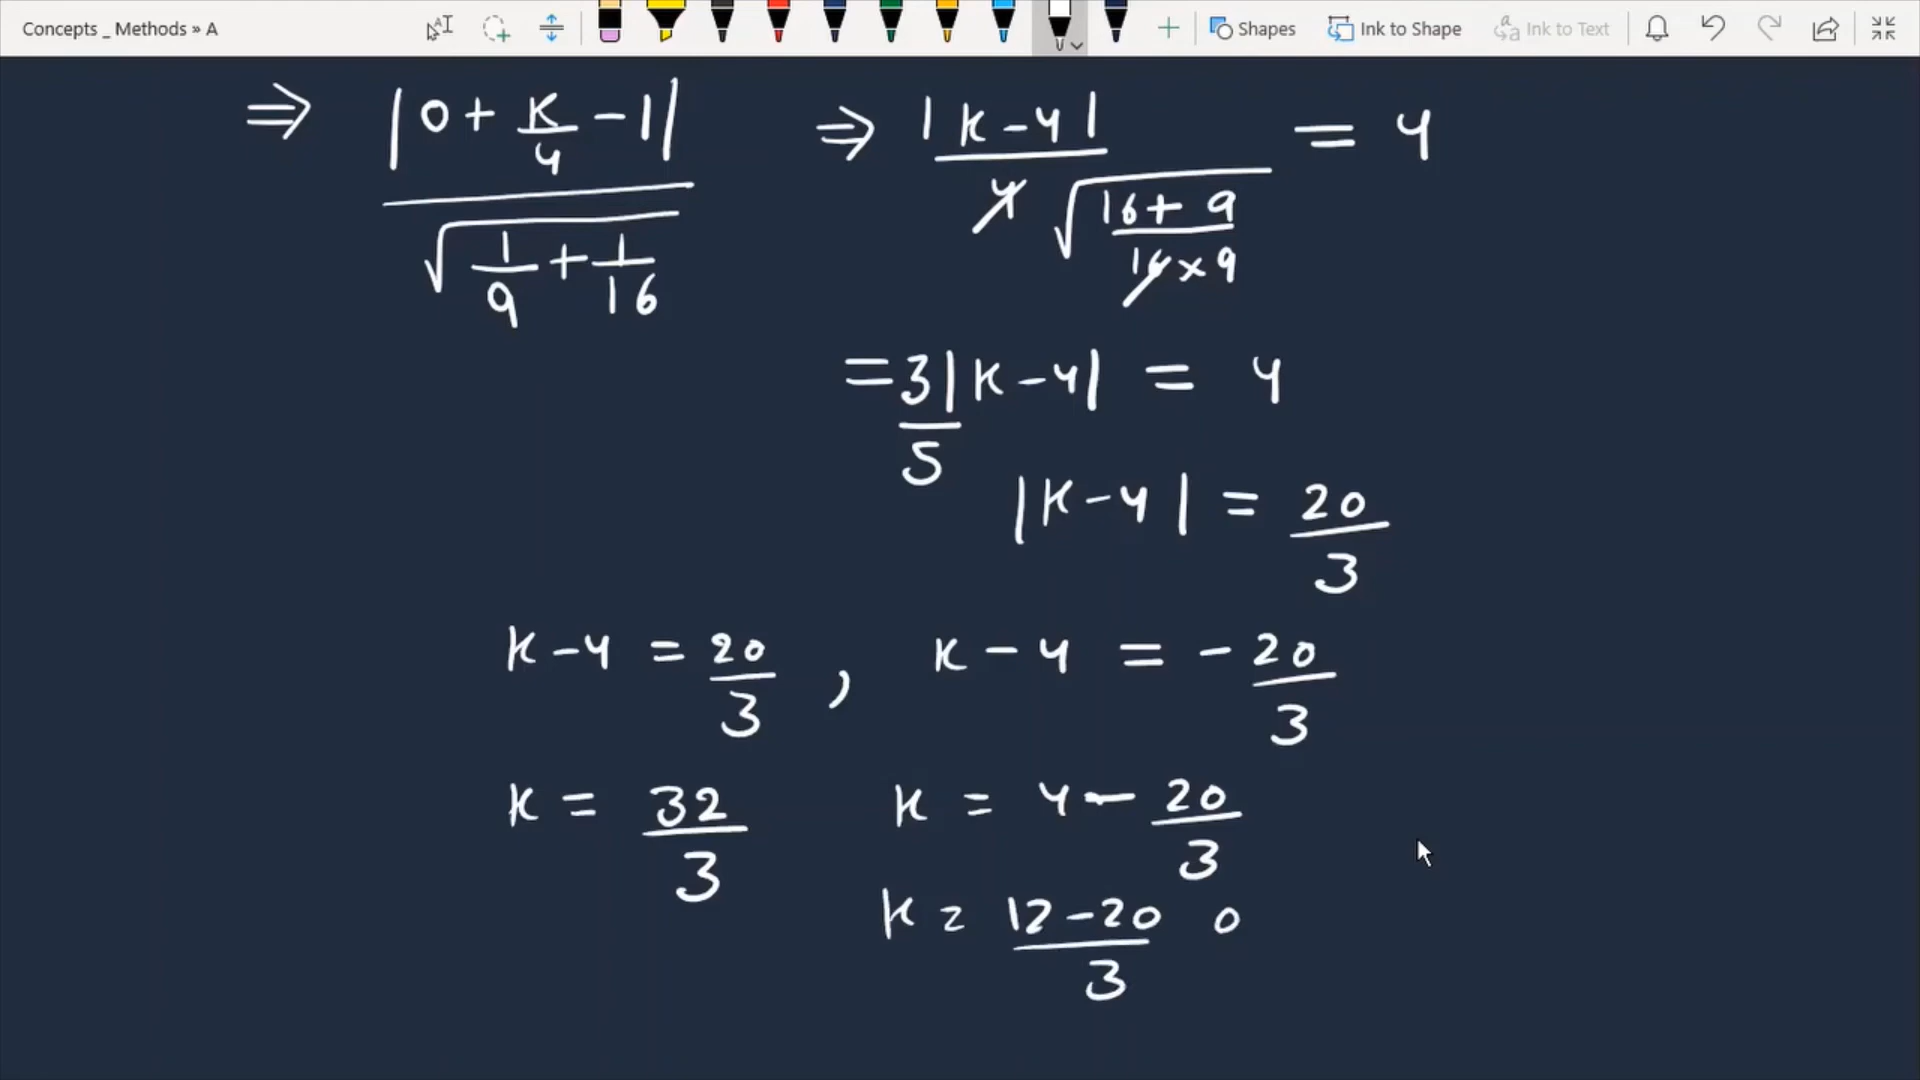 Concepts _ Methods » A
Shapes Ink to Shape Ink to Text
⇒ |0 + K/4 - 1| / √(1/9 + 1/16) ⇒ |K-4| / 4 √((16+9)/(16×9)) = 4
= 3/5 |K-4| = 4
|K-4| = 20/3
K-4 = 20/3 , K-4 = -20/3
K = 32/3 K = 4 - 20/3
K = (12-20)/3 0